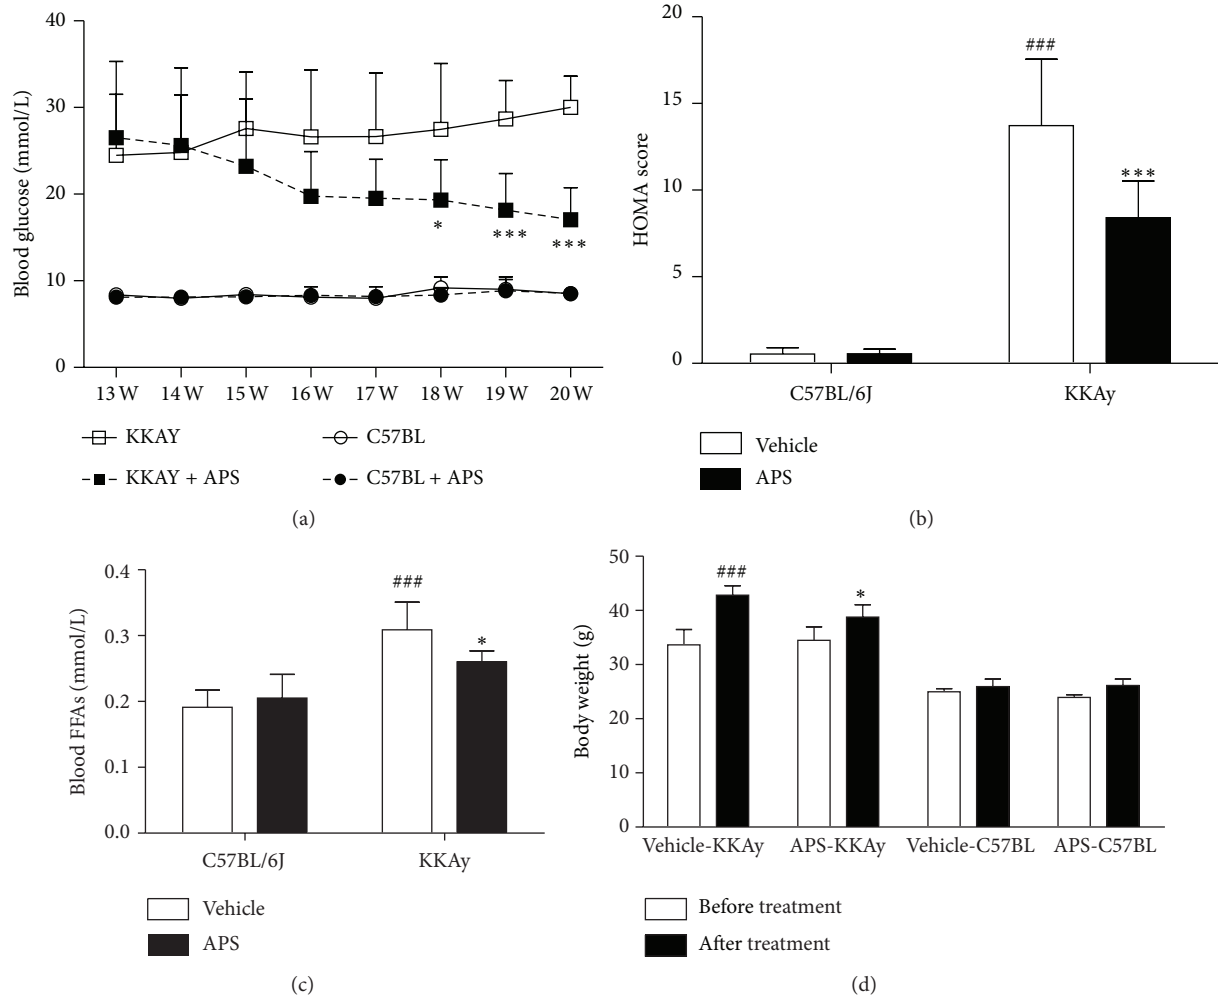 40
30
20
10
0
Blood glucose (mmol/L)
*
***
***
13 W 14 W 15 W 16 W 17 W 18 W 19 W 20 W
KKAY
C57BL
KKAY + APS
C57BL + APS
(a)
20
15
10
5
0
HOMA score
###
***
C57BL/6J KKAy
Vehicle
APS
(b)
0.4
0.3
0.2
0.1
0.0
Blood FFAs (mmol/L)
###
*
C57BL/6J KKAy
Vehicle
APS
(c)
50
40
30
20
10
0
Body weight (g)
###
*
Vehicle-KKAy APS-KKAy Vehicle-C57BL APS-C57BL
Before treatment
After treatment
(d)